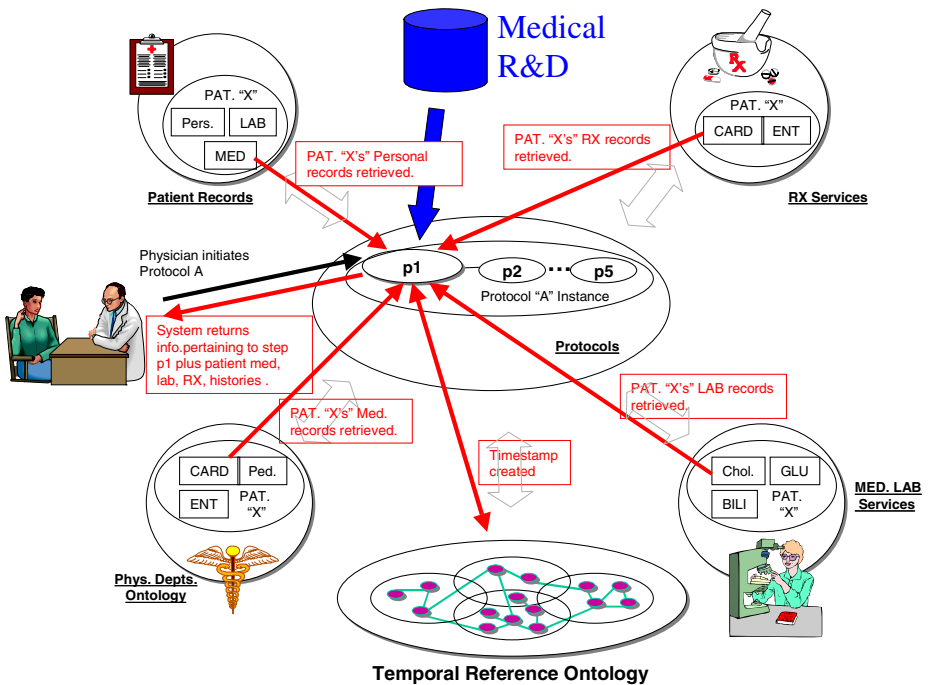 Medical
R&D
PAT. “X”
Pers.
LAB
MED
Patient Records
PAT. “X’s” Personal
records retrieved.
PAT. “X’s” RX records
retrieved.
RX
PAT. “X”
CARD
ENT
RX Services
Physician initiates
Protocol A
p1
p2
p5
Protocol “A” Instance
Protocols
System returns
info.pertaining to step
p1 plus patient med,
lab, RX, histories .
PAT. “X’s” Med.
records retrieved.
PAT. “X’s” LAB records
retrieved.
Timestamp
created
CARD
Ped.
ENT
PAT.
“X”
Phys. Depts.
Ontology
Chol.
GLU
BILI
PAT.
“X”
MED. LAB
Services
Temporal Reference Ontology